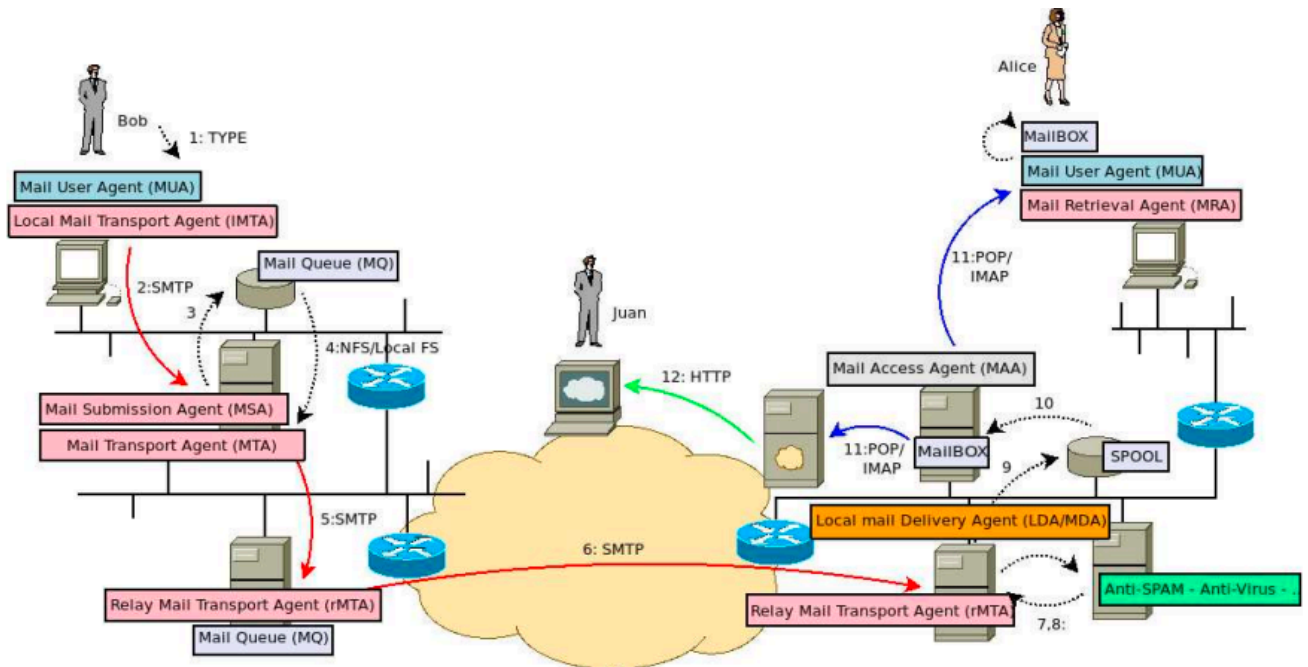 Alice
Bob
1: TYPE
MailBOX
Mail User Agent (MUA)
Mail User Agent (MUA)
Mail Retrieval Agent (MRA)
Local Mail Transport Agent (lMTA)
Mail Queue (MQ)
11:POP/
IMAP
2:SMTP
3
Juan
4:NFS/Local FS
Mail Access Agent (MAA)
12: HTTP
Mail Submission Agent (MSA)
10
Mail Transport Agent (MTA)
11:POP/
IMAP
MailBOX
9
SPOOL
5:SMTP
Local mail Delivery Agent (LDA/MDA)
6: SMTP
Relay Mail Transport Agent (rMTA)
Relay Mail Transport Agent (rMTA)
Anti-SPAM - Anti-Virus - ..
7,8:
Mail Queue (MQ)